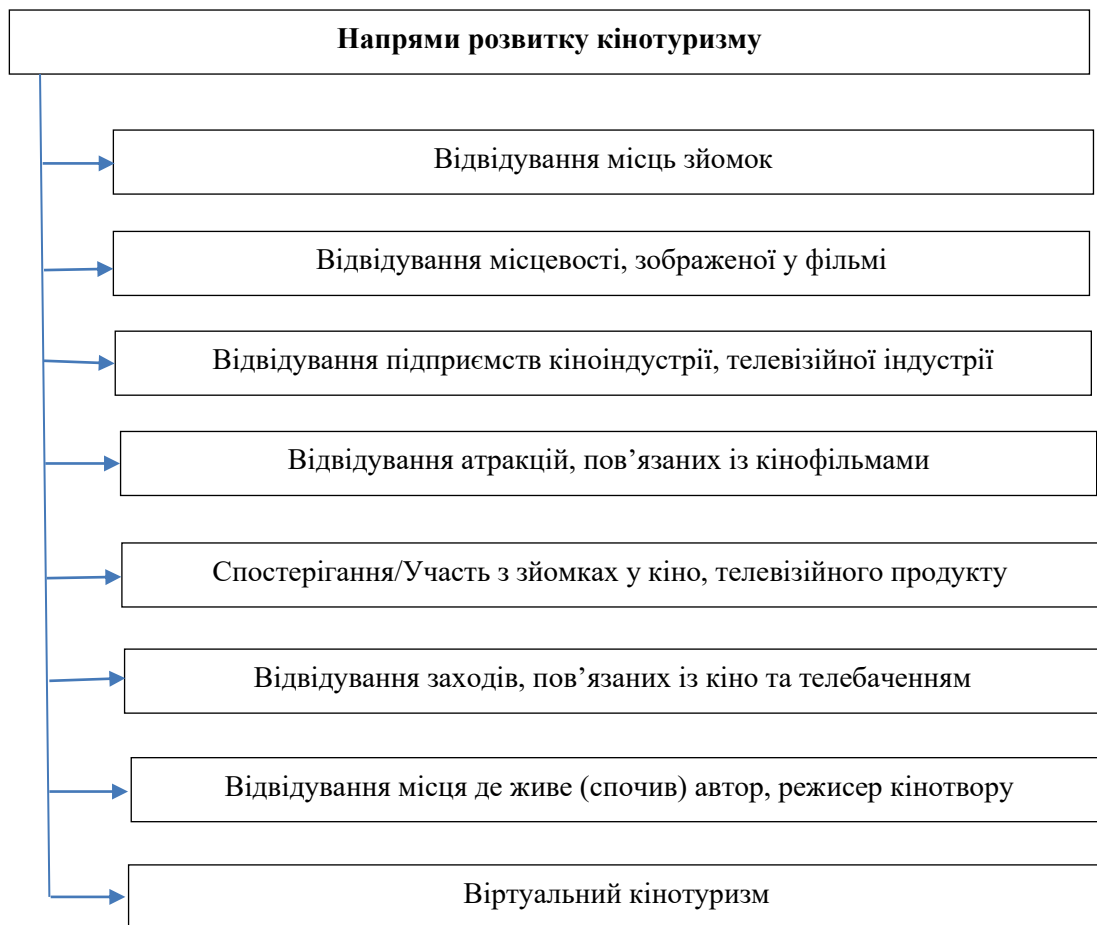 Напрями розвитку кінотуризму
Відвідування місць зйомок
Відвідування місцевості, зображеної у фільмі
Відвідування підприємств кіноіндустрії, телевізійної індустрії
Відвідування атракцій, пов’язаних із кінофільмами
Спостерігання/Участь з зйомках у кіно, телевізійного продукту
Відвідування заходів, пов’язаних із кіно та телебаченням
Відвідування місця де живе (спочив) автор, режисер кінотвору
Віртуальний кінотуризм